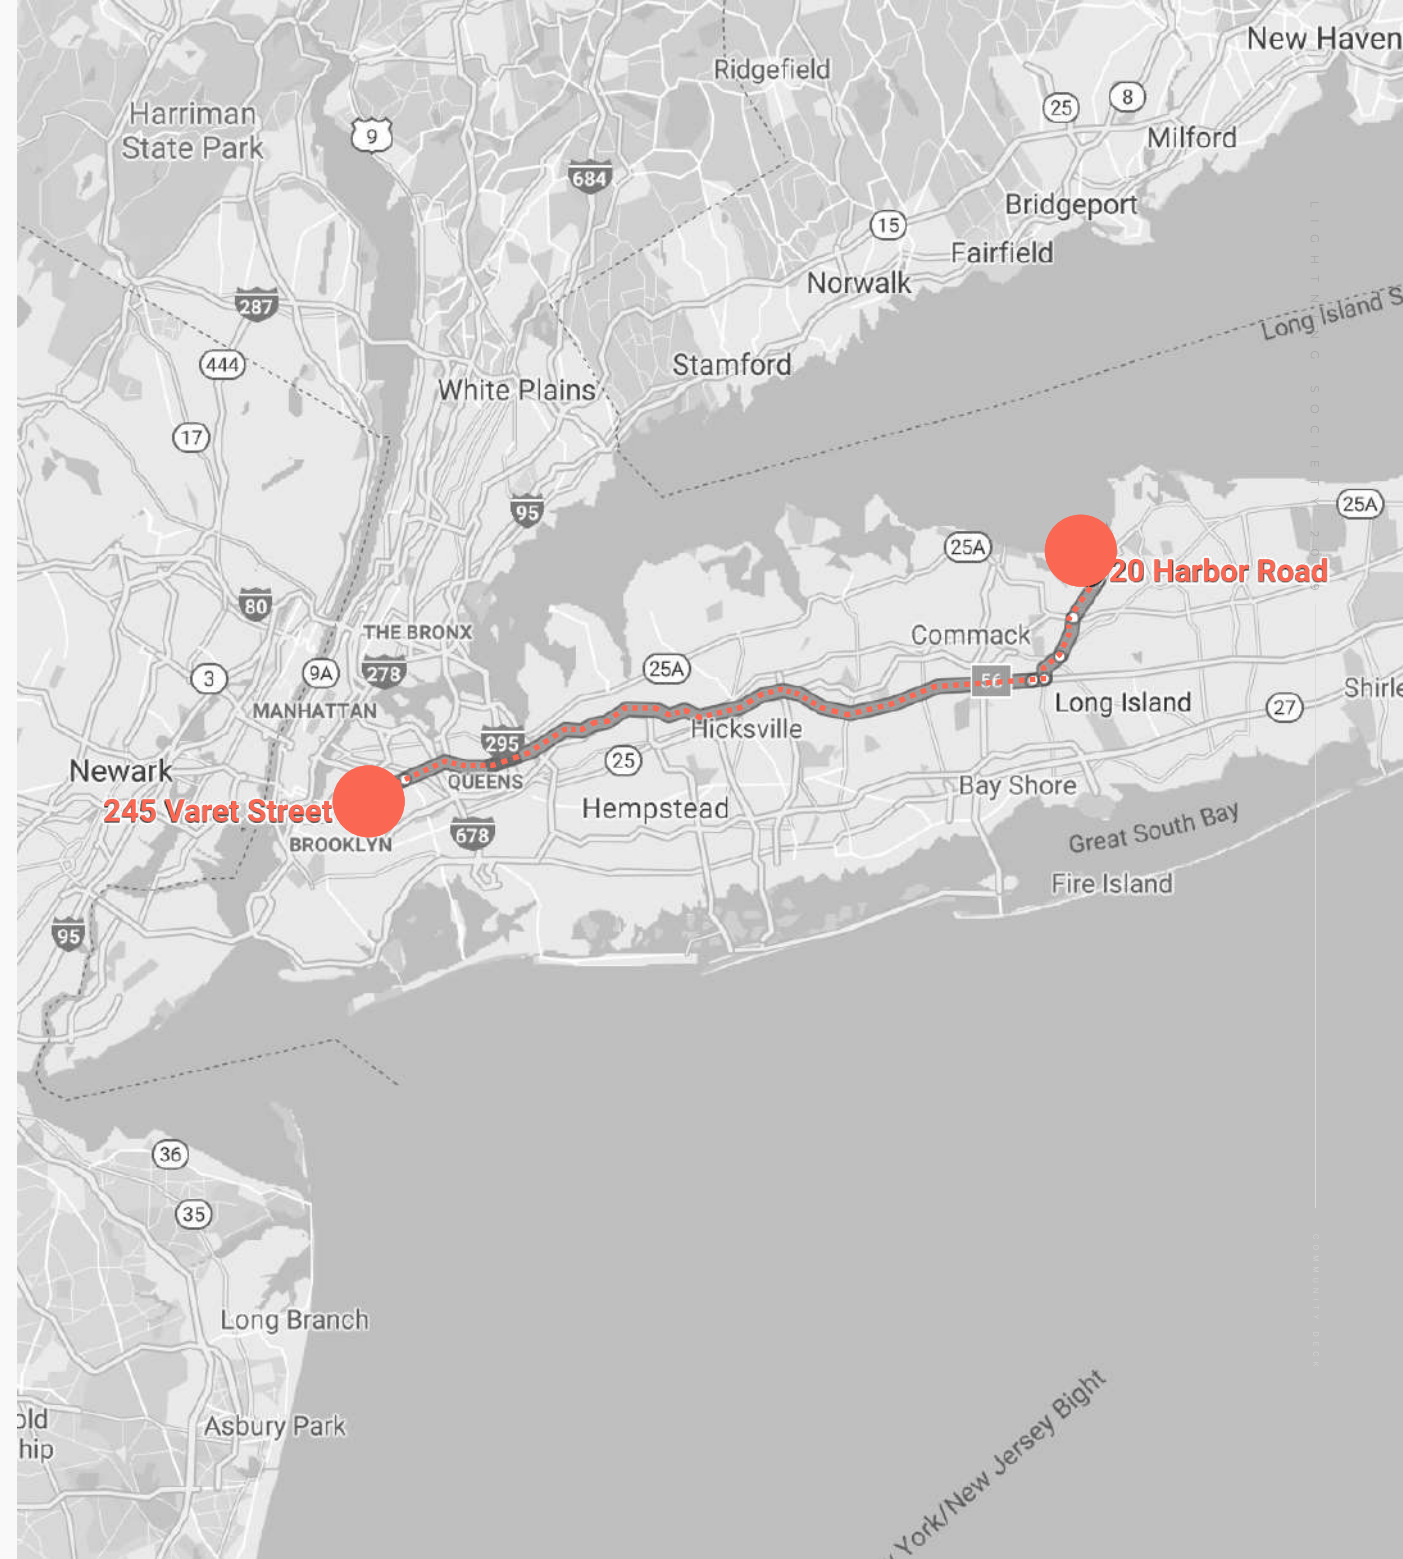 New Haven
Ridgefield
25
8
Harriman
State Park
9
Milford
684
Bridgeport
15
Fairfield
Norwalk
287
Long Island S
444
Stamford
White Plains
17
95
25A
25A
20 Harbor Road
80
THE BRONX
Commack
278
9A
25A
3
56
Long Island
Shirle
MANHATTAN
27
Hicksville
295
25
Newark
QUEENS
Bay Shore
245 Varet Street
Hempstead
678
BROOKLYN
Great South Bay
Fire Island
95
36
35
Long Branch
old
hip
Asbury Park
York/New Jersey Bight
COMMUNITY DECK